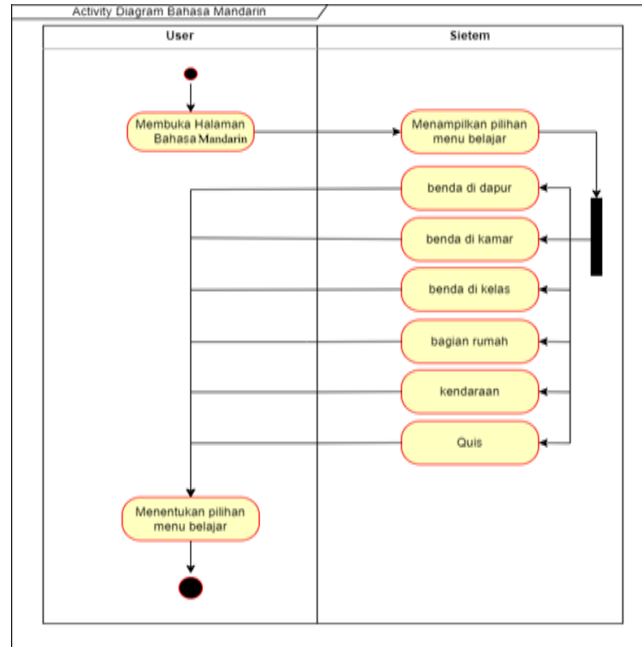 Activity Diagram Bahasa Mandarin
User
Sietem
Membuka Halaman
Bahasa Mandarin
Menampilkan pilihan
menu belajar
benda di dapur
benda di kamar
benda di kelas
bagian rumah
kendaraan
Quis
Menentukan pilihan
menu belajar